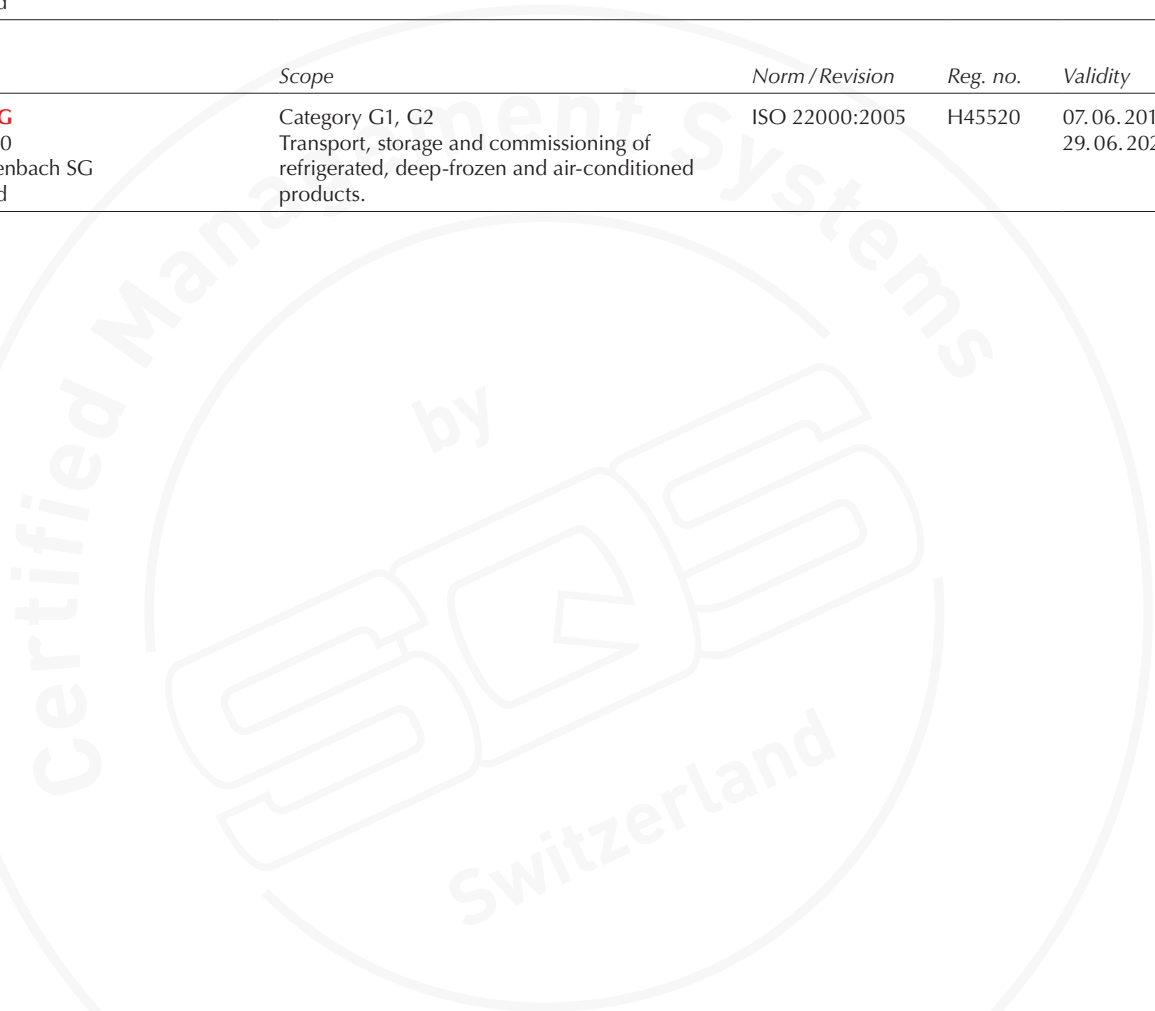 d
Scope Norm / Revision Reg. no. Validity
G Category G1, G2 ISO 22000:2005 H45520 07. 06. 201
0 Transport, storage and commissioning of 29. 06. 202
enbach SG refrigerated, deep-frozen and air-conditioned
d products.
Certified Management Systems
by
SQS
Switzerland